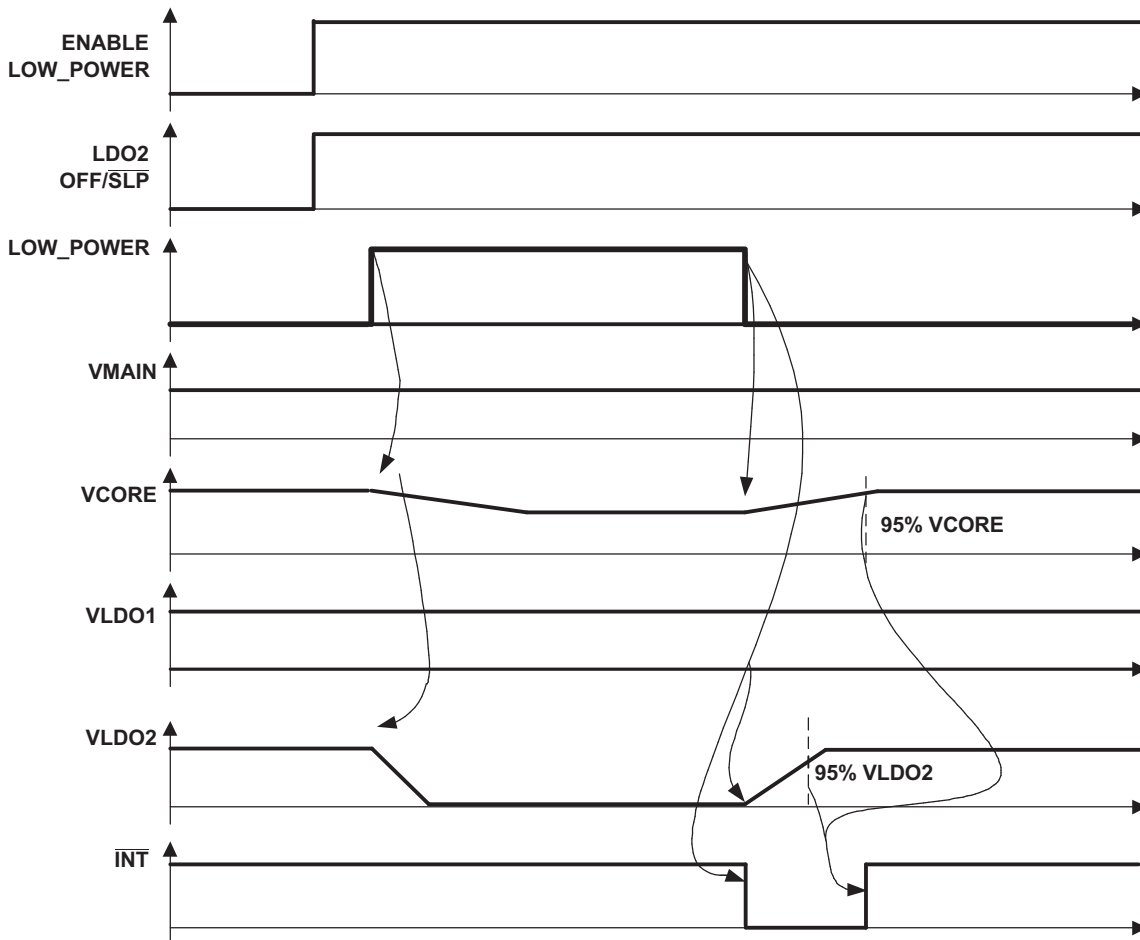 ENABLE
LOW_POWER
LDO2
OFF/SLP
LOW_POWER
VMAIN
VCORE
95% VCORE
VLDO1
VLDO2
95% VLDO2
INT